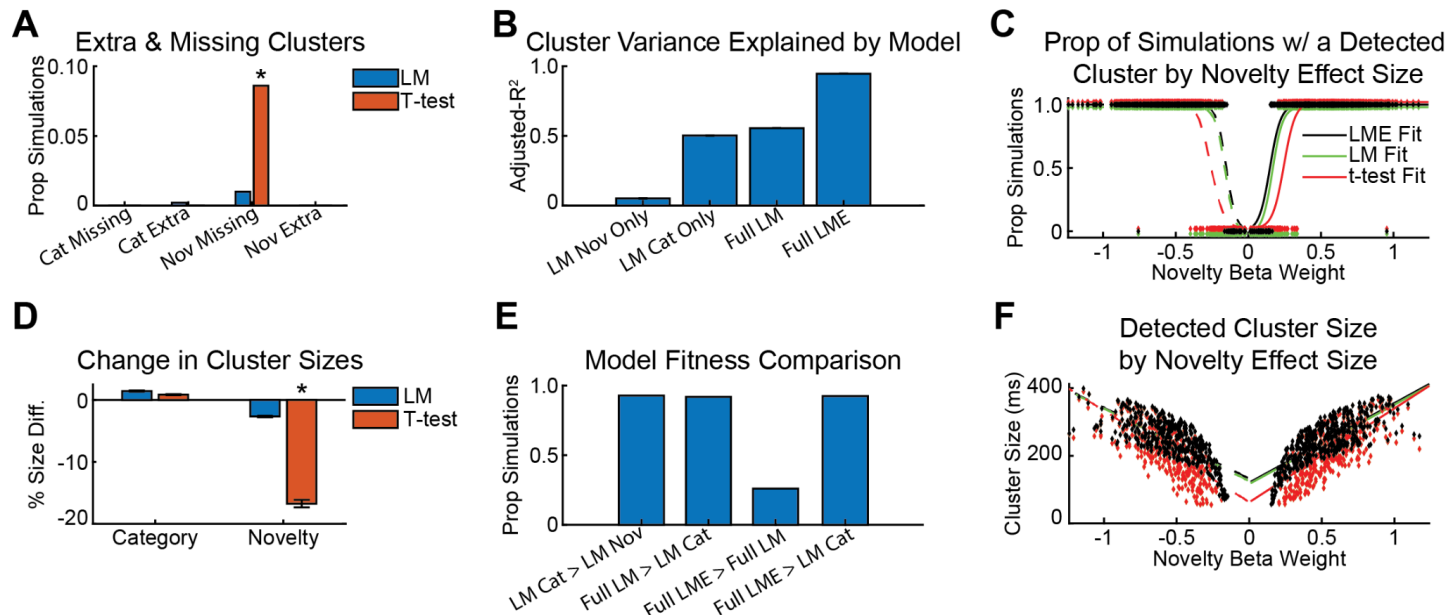 A
Extra & Missing Clusters
Prop Simulations
0.10
0.05
0
*
LM
T-test
Cat Missing
Cat Extra
Nov Missing
Nov Extra
B
Cluster Variance Explained by Model
Adjusted-R²
1.0
0.5
0
LM Nov Only
LM Cat Only
Full LM
Full LME
C
Prop of Simulations w/ a Detected
Cluster by Novelty Effect Size
Prop Simulations
1.0
0.5
0
LME Fit
LM Fit
t-test Fit
-1 -0.5 0 0.5 1
Novelty Beta Weight
D
Change in Cluster Sizes
% Size Diff.
0
-10
-20
*
LM
T-test
Category Novelty
E
Model Fitness Comparison
Prop Simulations
1.0
0.5
0
LM Cat > LM Nov
Full LM > LM Cat
Full LME > Full LM
Full LME > LM Cat
F
Detected Cluster Size
by Novelty Effect Size
Cluster Size (ms)
400
200
0
-1 -0.5 0 0.5 1
Novelty Beta Weight